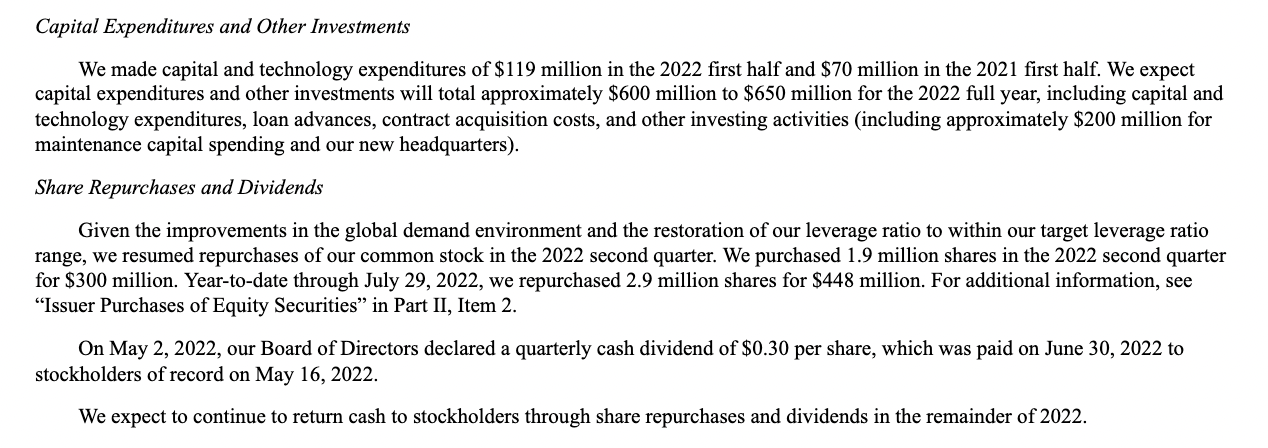 Capital Expenditures and Other Investments
We made capital and technology expenditures of $119 million in the 2022 first half and $70 million in the 2021 first half. We expect
capital expenditures and other investments will total approximately $600 million to $650 million for the 2022 full year, including capital and
technology expenditures, loan advances, contract acquisition costs, and other investing activities (including approximately $200 million for
maintenance capital spending and our new headquarters).
Share Repurchases and Dividends
Given the improvements in the global demand environment and the restoration of our leverage ratio to within our target leverage ratio
range, we resumed repurchases of our common stock in the 2022 second quarter. We purchased 1.9 million shares in the 2022 second quarter
for $300 million. Year-to-date through July 29, 2022, we repurchased 2.9 million shares for $448 million. For additional information, see
“Issuer Purchases of Equity Securities” in Part II, Item 2.
On May 2, 2022, our Board of Directors declared a quarterly cash dividend of $0.30 per share, which was paid on June 30, 2022 to
stockholders of record on May 16, 2022.
We expect to continue to return cash to stockholders through share repurchases and dividends in the remainder of 2022.